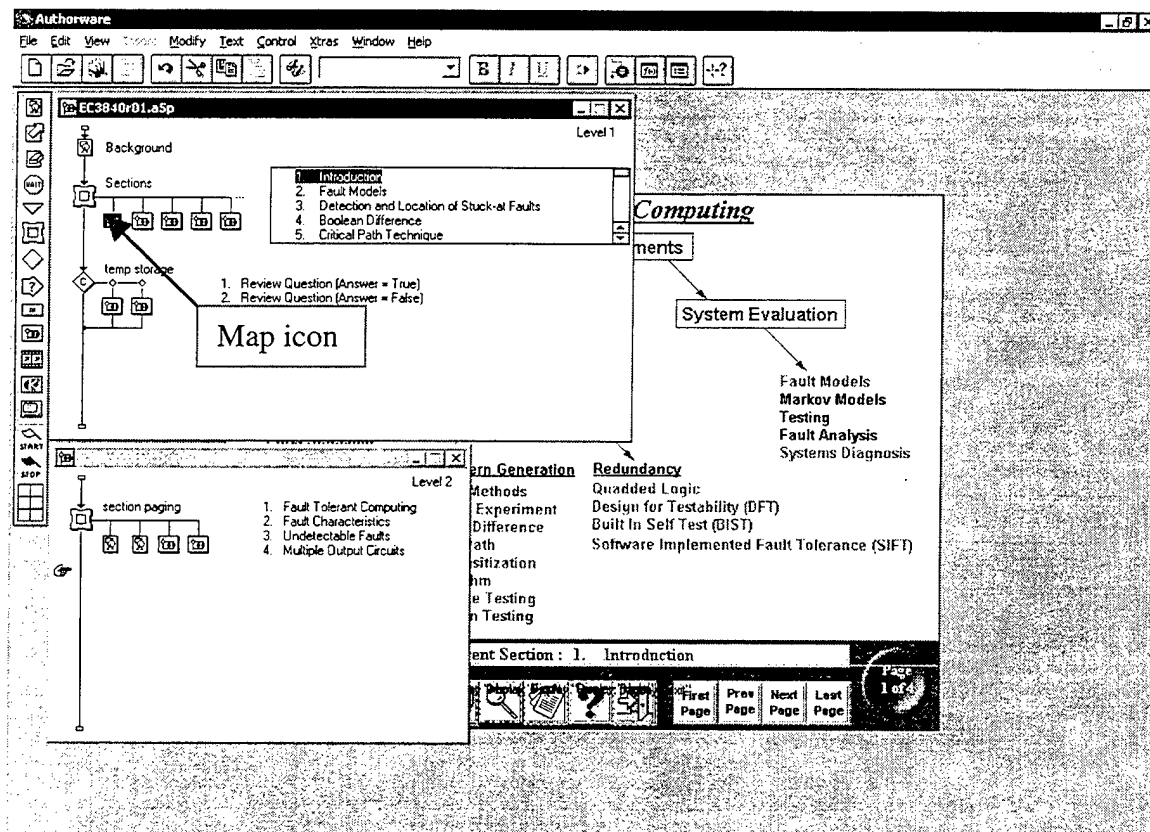 Authorware
File Edit View Modify Text Control Xtras Window Help
B I U
EC3840r01.a5p
Level 1
Background
Sections
1. Introduction
2. Fault Models
3. Detection and Location of Stuck-at Faults
4. Boolean Difference
5. Critical Path Technique
temp storage
1. Review Question (Answer = True)
2. Review Question (Answer = False)
Map icon
WAIT
START
STOP
Level 2
section paging
1. Fault Tolerant Computing
2. Fault Characteristics
3. Undetectable Faults
4. Multiple Output Circuits
Computing
ments
System Evaluation
Fault Models
Markov Models
Testing
Fault Analysis
Systems Diagnosis
ern Generation
Methods
Experiment
Difference
ath
sitization
hm
e Testing
n Testing
Redundancy
Quadded Logic
Design for Testability (DFT)
Built In Self Test (BIST)
Software Implemented Fault Tolerance (SIFT)
ent Section : 1. Introduction
First Page
Prev Page
Next Page
Last Page
Page
1 of 4